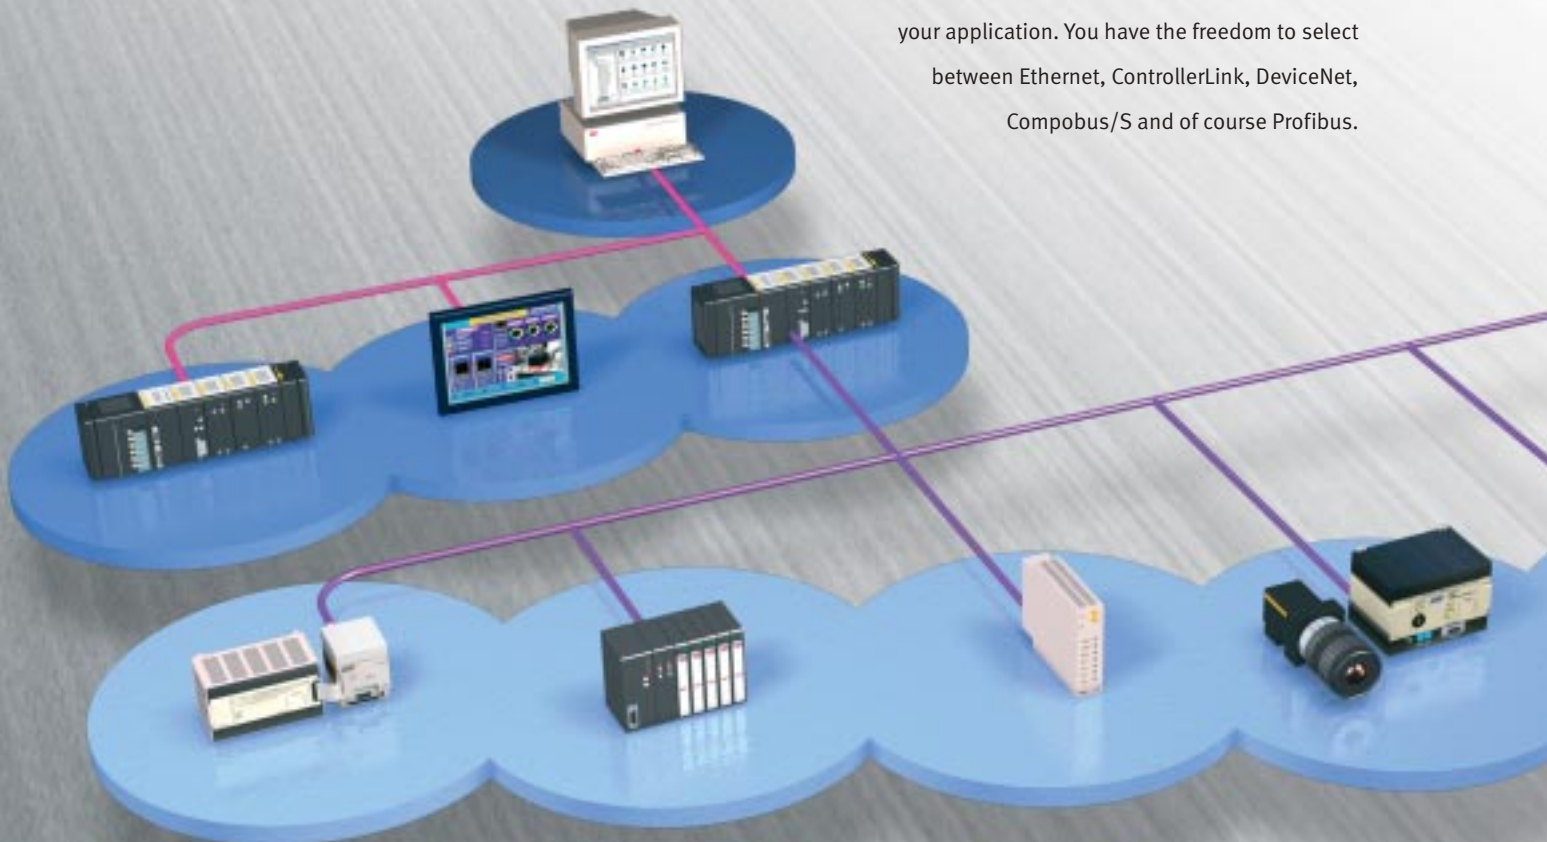 your application. You have the freedom to select
between Ethernet, ControllerLink, DeviceNet,
Compobus/S and of course Profibus.